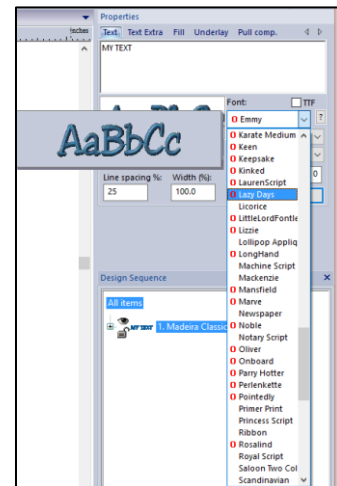 Properties
inches
Text Text Extra Fill Underlay Pull comp.
MY TEXT
Font: TTF
AaBbCc
Emmy
?
Karate Medium
Keen
Keepsake
Kinked
LaurenScript
Line spacing %: Width (%):
25 100.0 0
Lazy Days
Licorice
LittleLordFontle
Lizzie
Lollipop Appliq
LongHand
Machine Script
Mackenzie
Design Sequence
Mansfield
Marve
All items
Newspaper
MY TEXT 1. Madeira Classic
Noble
Notary Script
Oliver
Onboard
Parry Hotter
Perlenkette
Pointedly
Primer Print
Princess Script
Ribbon
Rosalind
Royal Script
Saloon Two Col
Scandinavian